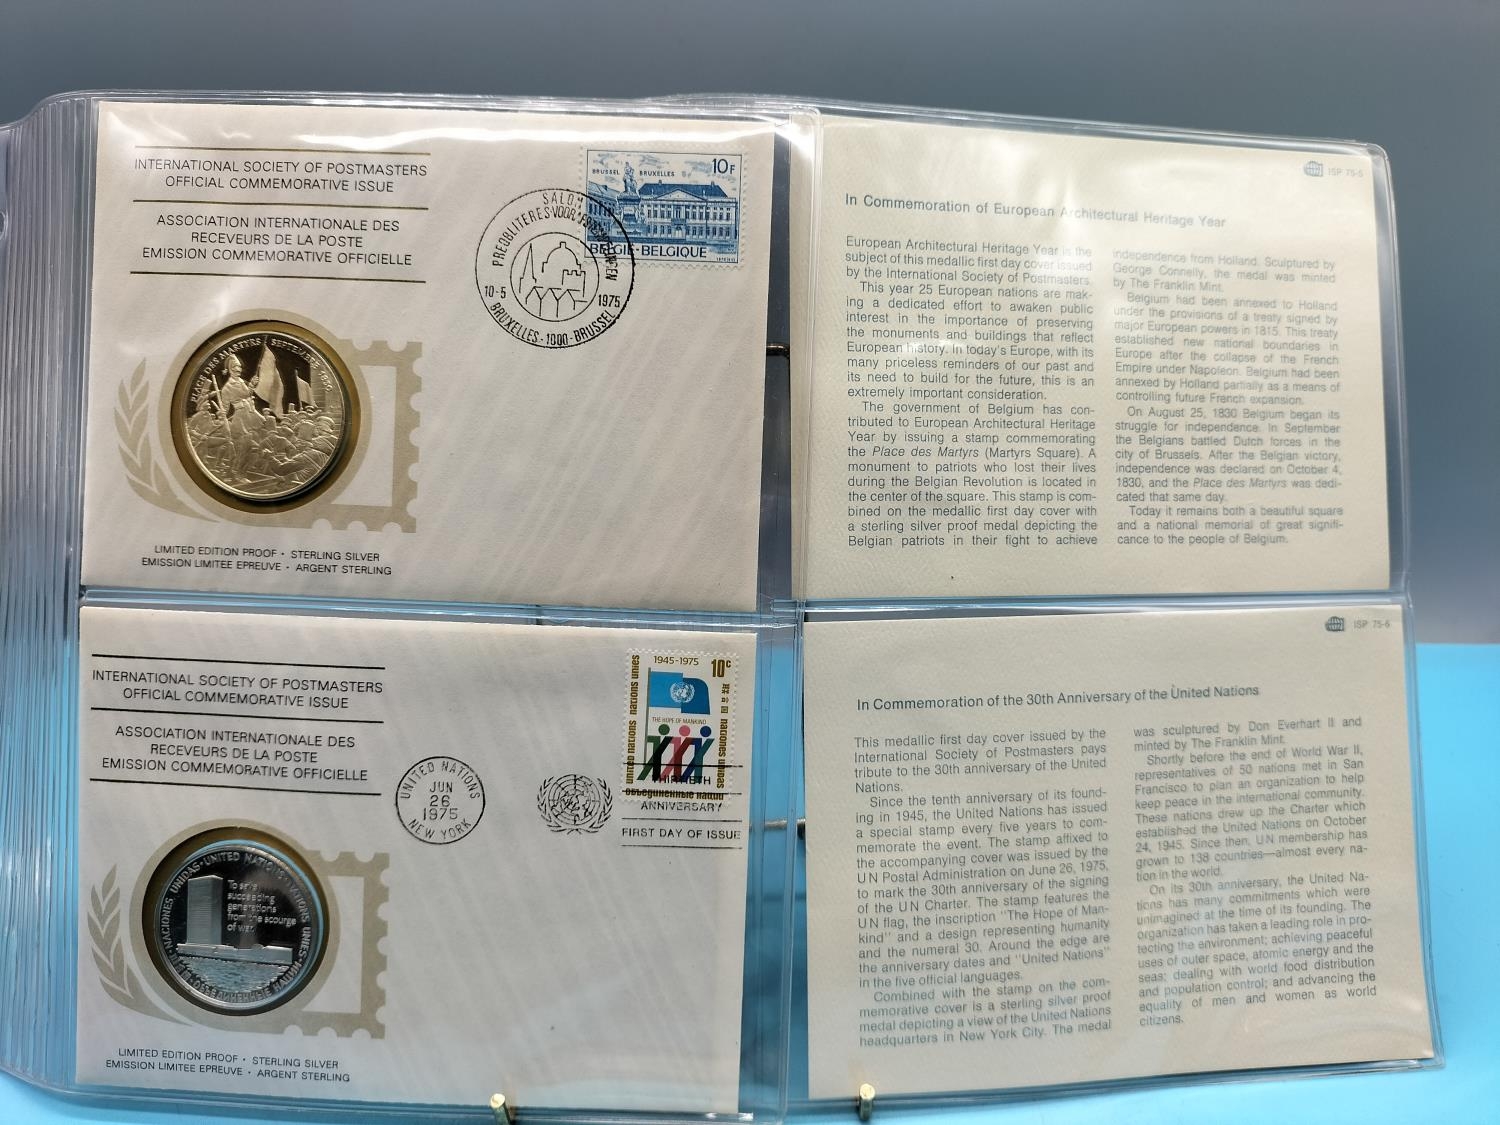 INTERNATIONAL SOCIETY OF POSTMASTERS
OFFICIAL COMMEMORATIVE ISSUE
ASSOCIATION INTERNATIONALE DES
RECEVEURS DE LA POSTE
EMISSION COMMEMORATIVE OFFICIELLE
BRUSSEL BRUXELLES
10F
BELGIË-BELGIQUE
SALON
PREOBLITERES-VOOR
10-5
1975
BRUXELLES-1000-BRUSSEL
PLACE DES MARTYRS SEPTEMBRE 1830
LIMITED EDITION PROOF • STERLING SILVER
EMISSION LIMITEE EPREUVE • ARGENT STERLING
ISP 75-5
In Commemoration of European Architectural Heritage Year
European Architectural Heritage Year is the
subject of this medallic first day cover issued
by the International Society of Postmasters.
This year 25 European nations are mak-
ing a dedicated effort to awaken public
interest in the importance of preserving
the monuments and buildings that reflect
European history. In today's Europe, with its
many priceless reminders of our past and
its need to build for the future, this is an
extremely important consideration.
The government of Belgium has con-
tributed to European Architectural Heritage
Year by issuing a stamp commemorating
the Place des Martyrs (Martyrs Square). A
monument to patriots who lost their lives
during the Belgian Revolution is located in
the center of the square. This stamp is com-
bined on the medallic first day cover with
a sterling silver proof medal depicting the
Belgian patriots in their fight to achieve
independence from Holland. Sculptured by
George Connelly, the medal was minted
by The Franklin Mint.
Belgium had been annexed to Holland
under the provisions of a treaty signed by
major European powers in 1815. This treaty
established new national boundaries in
Europe after the collapse of the French
Empire under Napoleon. Belgium had been
annexed by Holland partially as a means of
controlling future French expansion.
On August 25, 1830 Belgium began its
struggle for independence. In September
the Belgians battled Dutch forces in the
city of Brussels. After the Belgian victory,
independence was declared on October 4,
1830, and the Place des Martyrs was dedi-
cated that same day.
Today it remains both a beautiful square
and a national memorial of great signifi-
cance to the people of Belgium.
INTERNATIONAL SOCIETY OF POSTMASTERS
OFFICIAL COMMEMORATIVE ISSUE
ASSOCIATION INTERNATIONALE DES
RECEVEURS DE LA POSTE
EMISSION COMMEMORATIVE OFFICIELLE
UNITED NATIONS
JUN
26
1975
NEW YORK
1945-1975
10c
united nations nations unies
THE HOPE OF MANKIND
naciones unidas
объединенные нации
THIRTIETH
ANNIVERSARY
FIRST DAY OF ISSUE
NACIONES UNIDAS • UNITED NATIONS • NATIONS UNIES • ОБЪЕДИНЕННЫЕ НАЦИИ
To save
succeeding
generations
from the scourge
of war.
LIMITED EDITION PROOF • STERLING SILVER
EMISSION LIMITEE EPREUVE • ARGENT STERLING
ISP 75-6
In Commemoration of the 30th Anniversary of the United Nations
This medallic first day cover issued by the
International Society of Postmasters pays
tribute to the 30th anniversary of the United
Nations.
Since the tenth anniversary of its found-
ing in 1945, the United Nations has issued
a special stamp every five years to com-
memorate the event. The stamp affixed to
the accompanying cover was issued by the
UN Postal Administration on June 26, 1975,
to mark the 30th anniversary of the signing
of the UN Charter. The stamp features the
UN flag, the inscription "The Hope of Man-
kind" and a design representing humanity
and the numeral 30. Around the edge are
the anniversary dates and "United Nations"
in the five official languages.
Combined with the stamp on the com-
memorative cover is a sterling silver proof
medal depicting a view of the United Nations
headquarters in New York City. The medal
was sculptured by Don Everhart II and
minted by The Franklin Mint.
Shortly before the end of World War II,
representatives of 50 nations met in San
Francisco to plan an organization to help
keep peace in the international community.
These nations drew up the Charter which
established the United Nations on October
24, 1945. Since then, UN membership has
grown to 138 countries—almost every na-
tion in the world.
On its 30th anniversary, the United Na-
tions has many commitments which were
unimagined at the time of its founding. The
organization has taken a leading role in pro-
tecting the environment; achieving peaceful
uses of outer space, atomic energy and the
seas; dealing with world food distribution
and population control; and advancing the
equality of men and women as world
citizens.